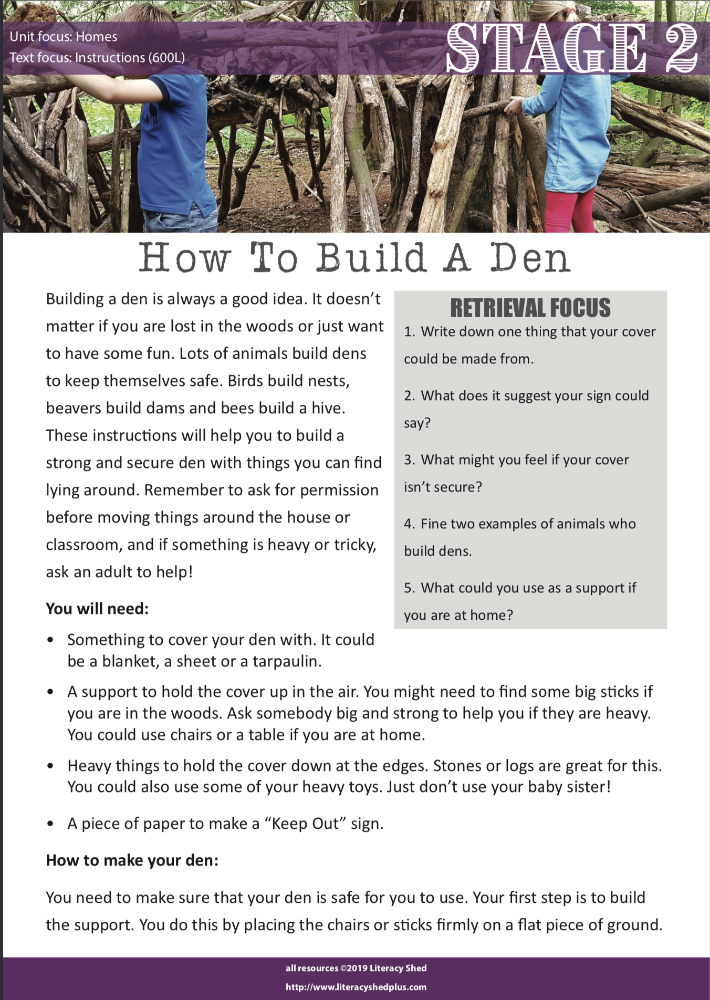 Unit focus: Homes
Text focus: Instructions (600L)
STAGE 2
How To Build A Den
Building a den is always a good idea. It doesn’t
matter if you are lost in the woods or just want
to have some fun. Lots of animals build dens
to keep themselves safe. Birds build nests,
beavers build dams and bees build a hive.
These instructions will help you to build a
strong and secure den with things you can find
lying around. Remember to ask for permission
before moving things around the house or
classroom, and if something is heavy or tricky,
ask an adult to help!
RETRIEVAL FOCUS
1. Write down one thing that your cover
could be made from.
2. What does it suggest your sign could
say?
3. What might you feel if your cover
isn’t secure?
4. Fine two examples of animals who
build dens.
5. What could you use as a support if
you are at home?
You will need:
• Something to cover your den with. It could
be a blanket, a sheet or a tarpaulin.
• A support to hold the cover up in the air. You might need to find some big sticks if
you are in the woods. Ask somebody big and strong to help you if they are heavy.
You could use chairs or a table if you are at home.
• Heavy things to hold the cover down at the edges. Stones or logs are great for this.
You could also use some of your heavy toys. Just don’t use your baby sister!
• A piece of paper to make a “Keep Out” sign.
How to make your den:
You need to make sure that your den is safe for you to use. Your first step is to build
the support. You do this by placing the chairs or sticks firmly on a flat piece of ground.
all resources ©2019 Literacy Shed
http://www.literacyshedplus.com